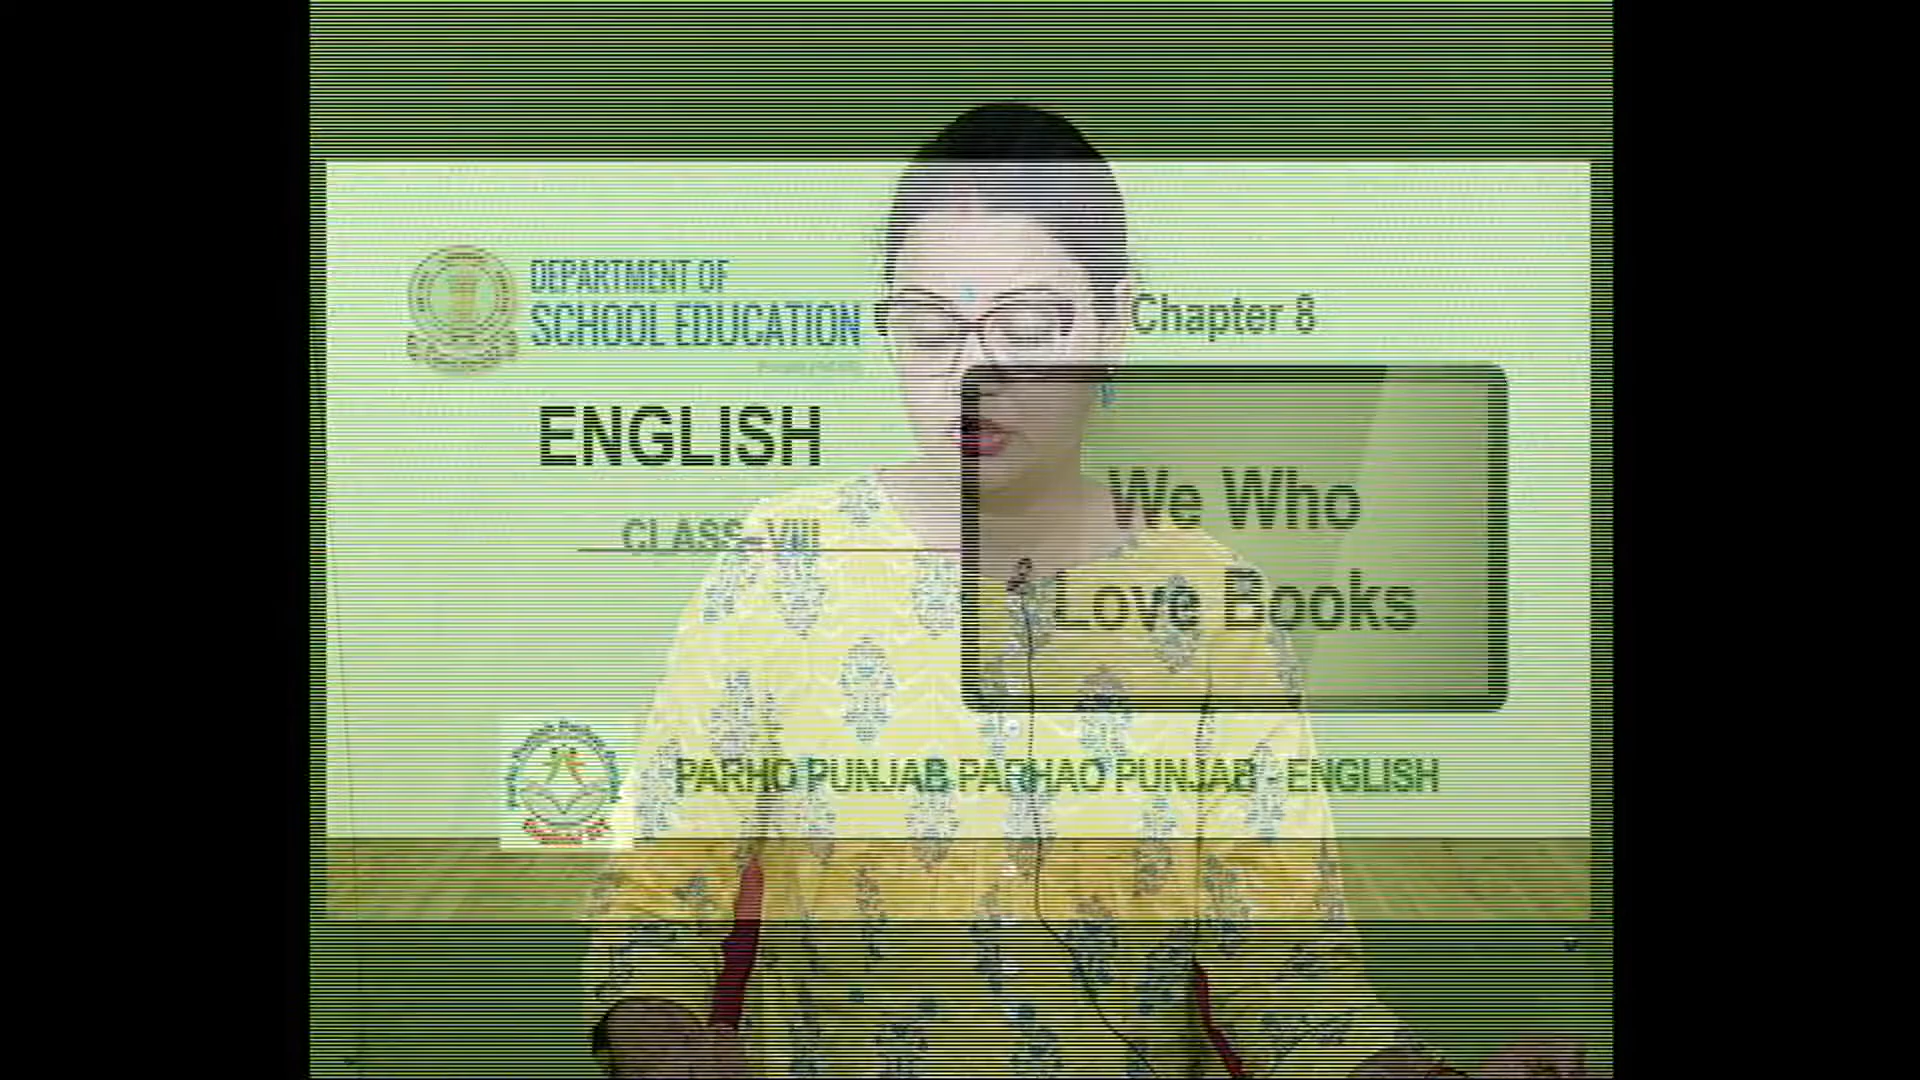 DEPARTMENT OF
SCHOOL EDUCATION
ENGLISH
CLASS-VIII
Chapter 8
We Who
Love Books
PARHO PUNJAB PARHAO PUNJAB - ENGLISH